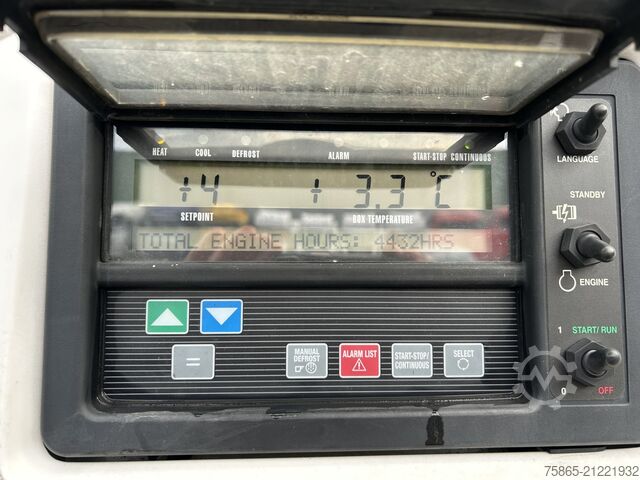 HEAT COOL DEFROST ALARM START-STOP CONTINUOUS
+4 + 3.3 °C
SETPOINT BOX TEMPERATURE
TOTAL ENGINE HOURS: 4432HRS
MANUAL DEFROST
ALARM LIST
START-STOP/ CONTINUOUS
SELECT
=
LANGUAGE
STANDBY
ENGINE
1 START/RUN
0 OFF
75865-21221932